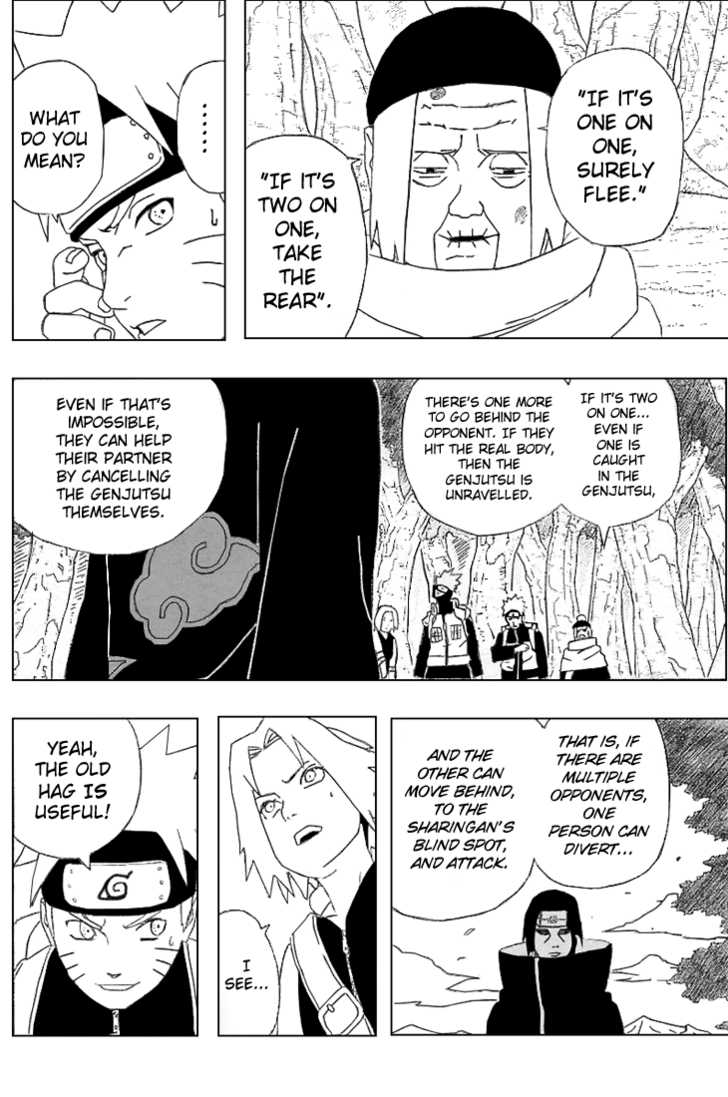 "IF IT'S
ONE ON
ONE,
SURELY
FLEE."
"IF IT'S
TWO ON
ONE,
TAKE
THE
REAR".
........
WHAT
DO YOU
MEAN?
IF IT'S TWO
ON ONE...
EVEN IF
ONE IS
CAUGHT
IN THE
GENJUTSU,
THERE'S ONE MORE
TO GO BEHIND THE
OPPONENT. IF THEY
HIT THE REAL BODY,
THEN THE
GENJUTSU IS
UNRAVELLED.
EVEN IF THAT'S
IMPOSSIBLE,
THEY CAN HELP
THEIR PARTNER
BY CANCELLING
THE GENJUTSU
THEMSELVES.
THAT IS, IF
THERE ARE
MULTIPLE
OPPONENTS,
ONE
PERSON CAN
DIVERT...
AND THE
OTHER CAN
MOVE BEHIND,
TO THE
SHARINGAN'S
BLIND SPOT,
AND ATTACK.
I
SEE...
YEAH,
THE OLD
HAG IS
USEFUL!